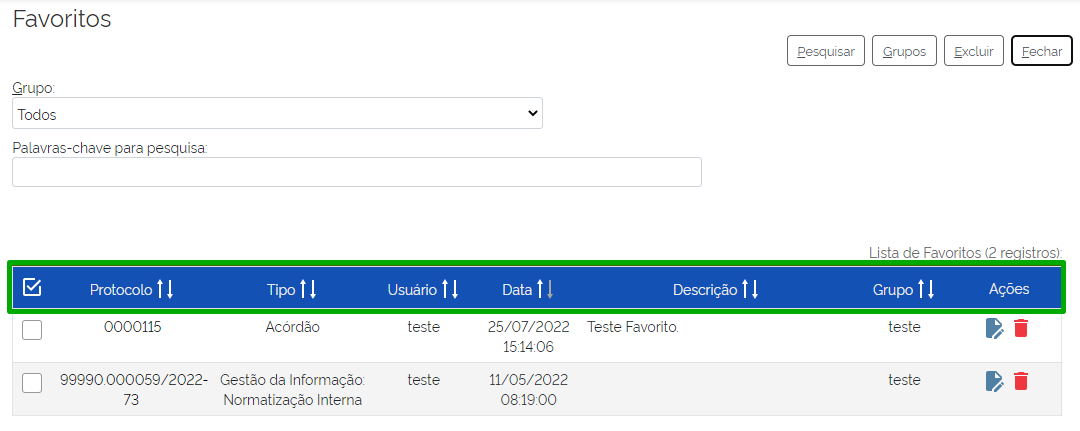 Favoritos
Pesquisar Grupos Excluir Fechar
Grupo:
Todos
Palavras-chave para pesquisa:
Lista de Favoritos (2 registros):
Protocolo Tipo Usuário Data Descrição Grupo Ações
0000115 Acórdão teste 25/07/2022 Teste Favorito. teste
15:14:06
99990.000059/2022- Gestão da Informação: teste 11/05/2022 teste
73 Normatização Interna 08:19:00